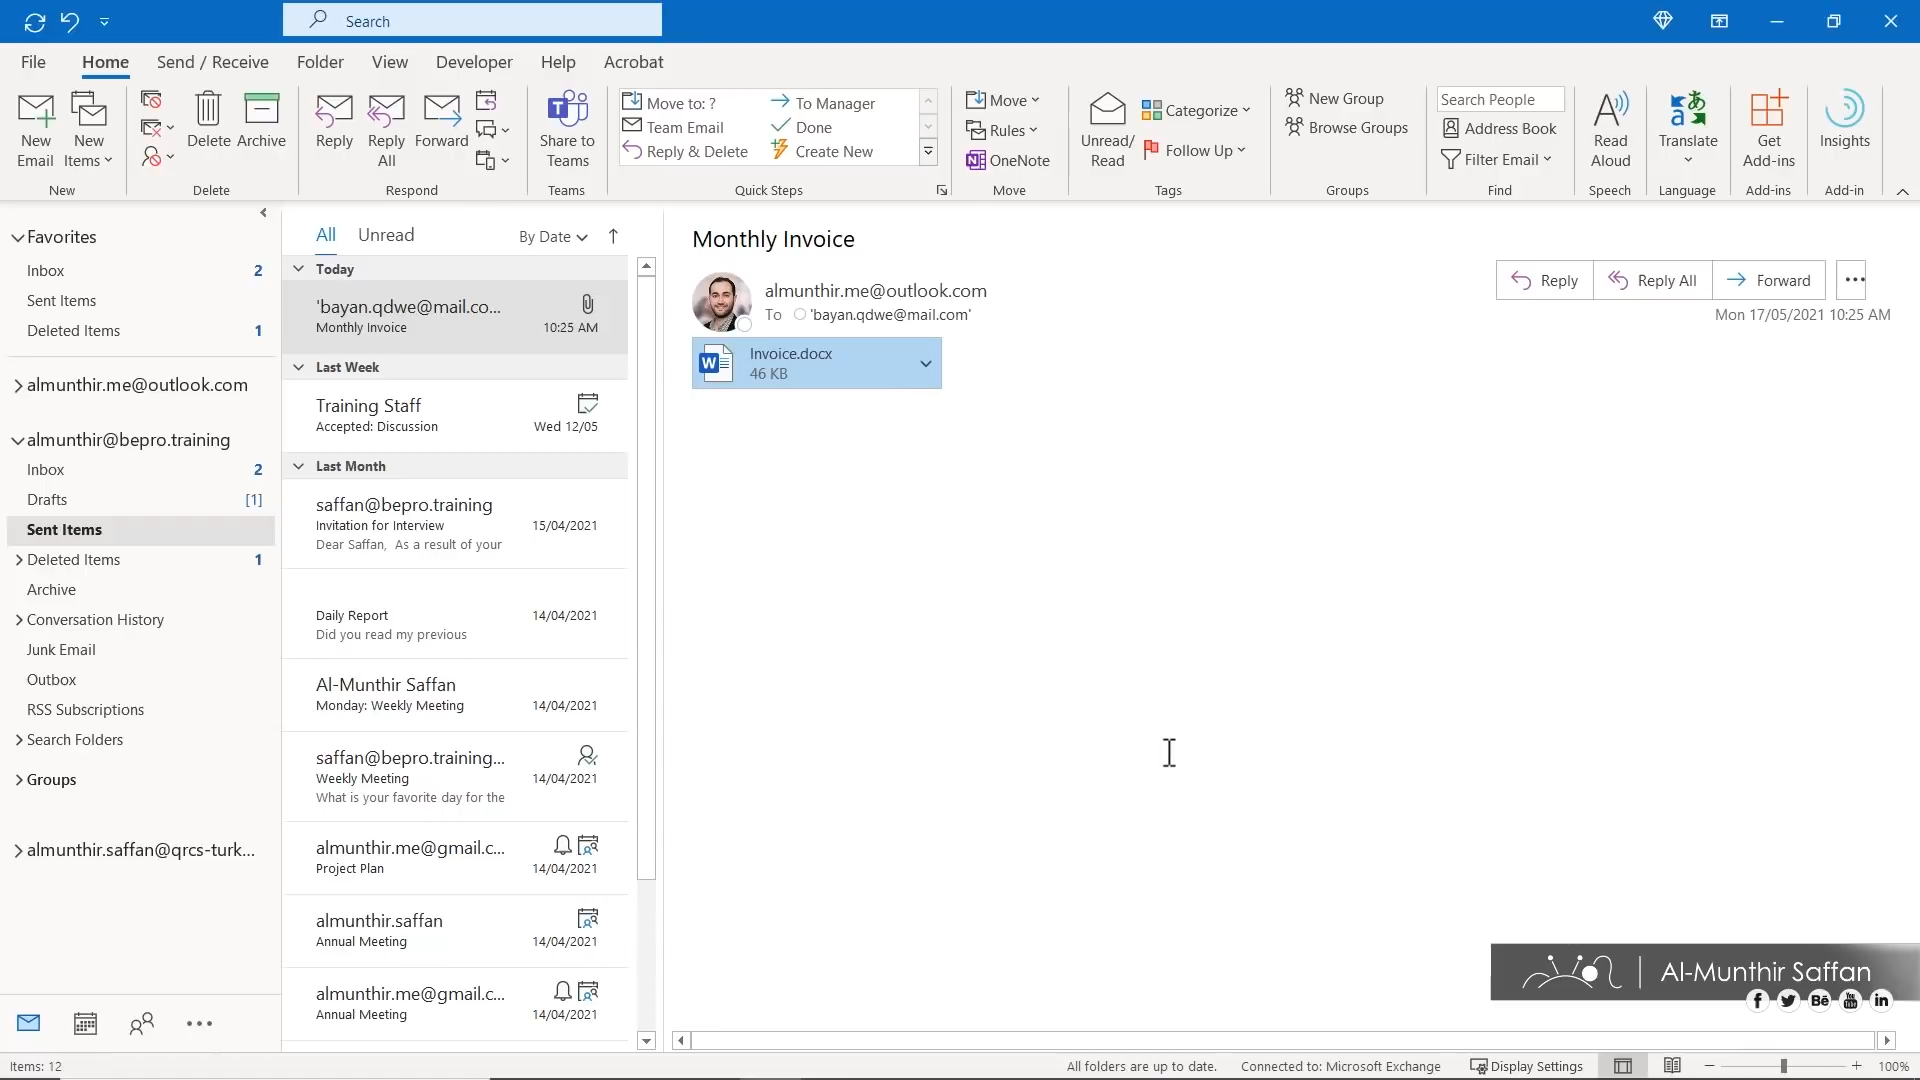 Search
File Home Send / Receive Folder View Developer Help Acrobat
New Email
New Items
New
Delete
Archive
Delete
Reply
Reply All
Forward
Respond
Share to Teams
Teams
Move to: ?
To Manager
Team Email
Done
Reply & Delete
Create New
Quick Steps
Move
Rules
OneNote
Move
Unread/ Read
Categorize
Follow Up
Tags
New Group
Browse Groups
Groups
Search People
Address Book
Filter Email
Find
Read Aloud
Speech
Translate
Language
Get Add-ins
Add-ins
Insights
Add-in
Favorites
Inbox 2
Sent Items
Deleted Items 1
almunthir.me@outlook.com
almunthir@bepro.training
Inbox 2
Drafts [1]
Sent Items
Deleted Items 1
Archive
Conversation History
Junk Email
Outbox
RSS Subscriptions
Search Folders
Groups
almunthir.saffan@qrcs-turk...
All Unread By Date
Today
'bayan.qdwe@mail.co...
Monthly Invoice 10:25 AM
Last Week
Training Staff
Accepted: Discussion Wed 12/05
Last Month
saffan@bepro.training
Invitation for Interview 15/04/2021
Dear Saffan, As a result of your
Daily Report 14/04/2021
Did you read my previous
Al-Munthir Saffan
Monday: Weekly Meeting 14/04/2021
saffan@bepro.training...
Weekly Meeting 14/04/2021
What is your favorite day for the
almunthir.me@gmail.c...
Project Plan 14/04/2021
almunthir.saffan
Annual Meeting 14/04/2021
almunthir.me@gmail.c...
Annual Meeting 14/04/2021
Monthly Invoice
almunthir.me@outlook.com
To 'bayan.qdwe@mail.com'
Reply Reply All Forward
Mon 17/05/2021 10:25 AM
Invoice.docx
46 KB
Al-Munthir Saffan
Items: 12
All folders are up to date. Connected to: Microsoft Exchange Display Settings 100%